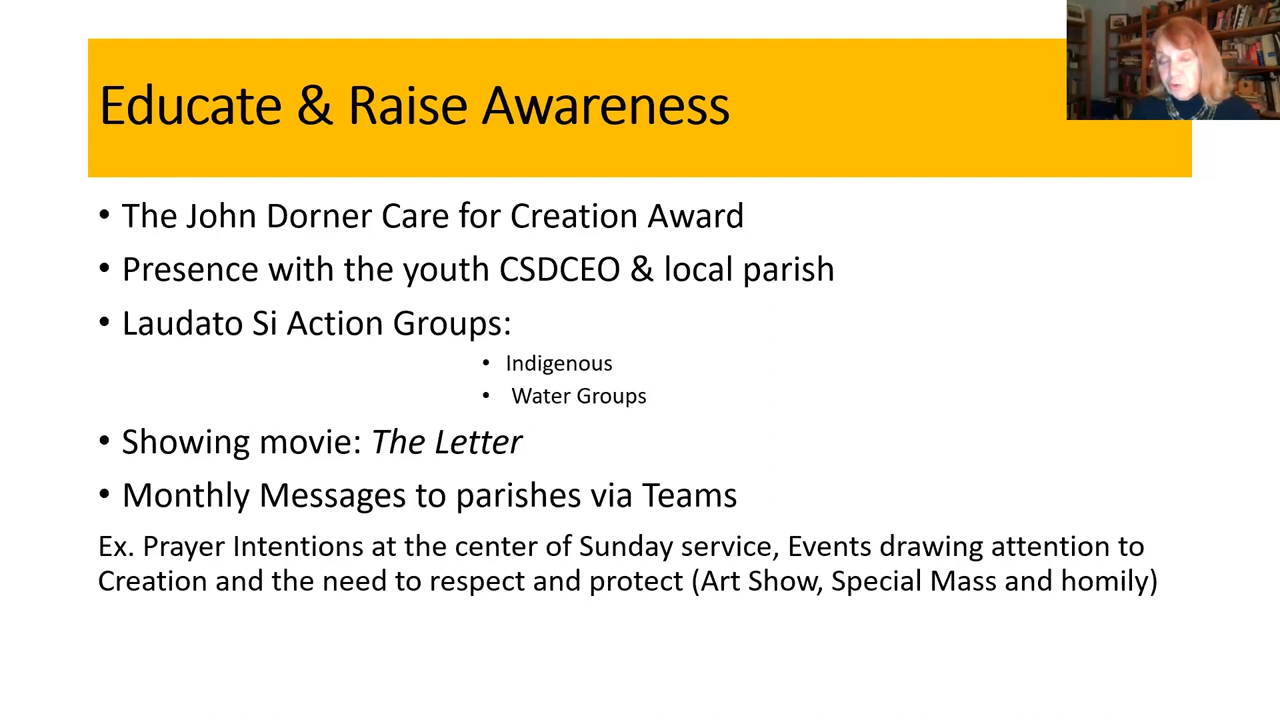 Educate & Raise Awareness
• The John Dorner Care for Creation Award
• Presence with the youth CSDCEO & local parish
• Laudato Si Action Groups:
• Indigenous
• Water Groups
• Showing movie: The Letter
• Monthly Messages to parishes via Teams
Ex. Prayer Intentions at the center of Sunday service, Events drawing attention to
Creation and the need to respect and protect (Art Show, Special Mass and homily)